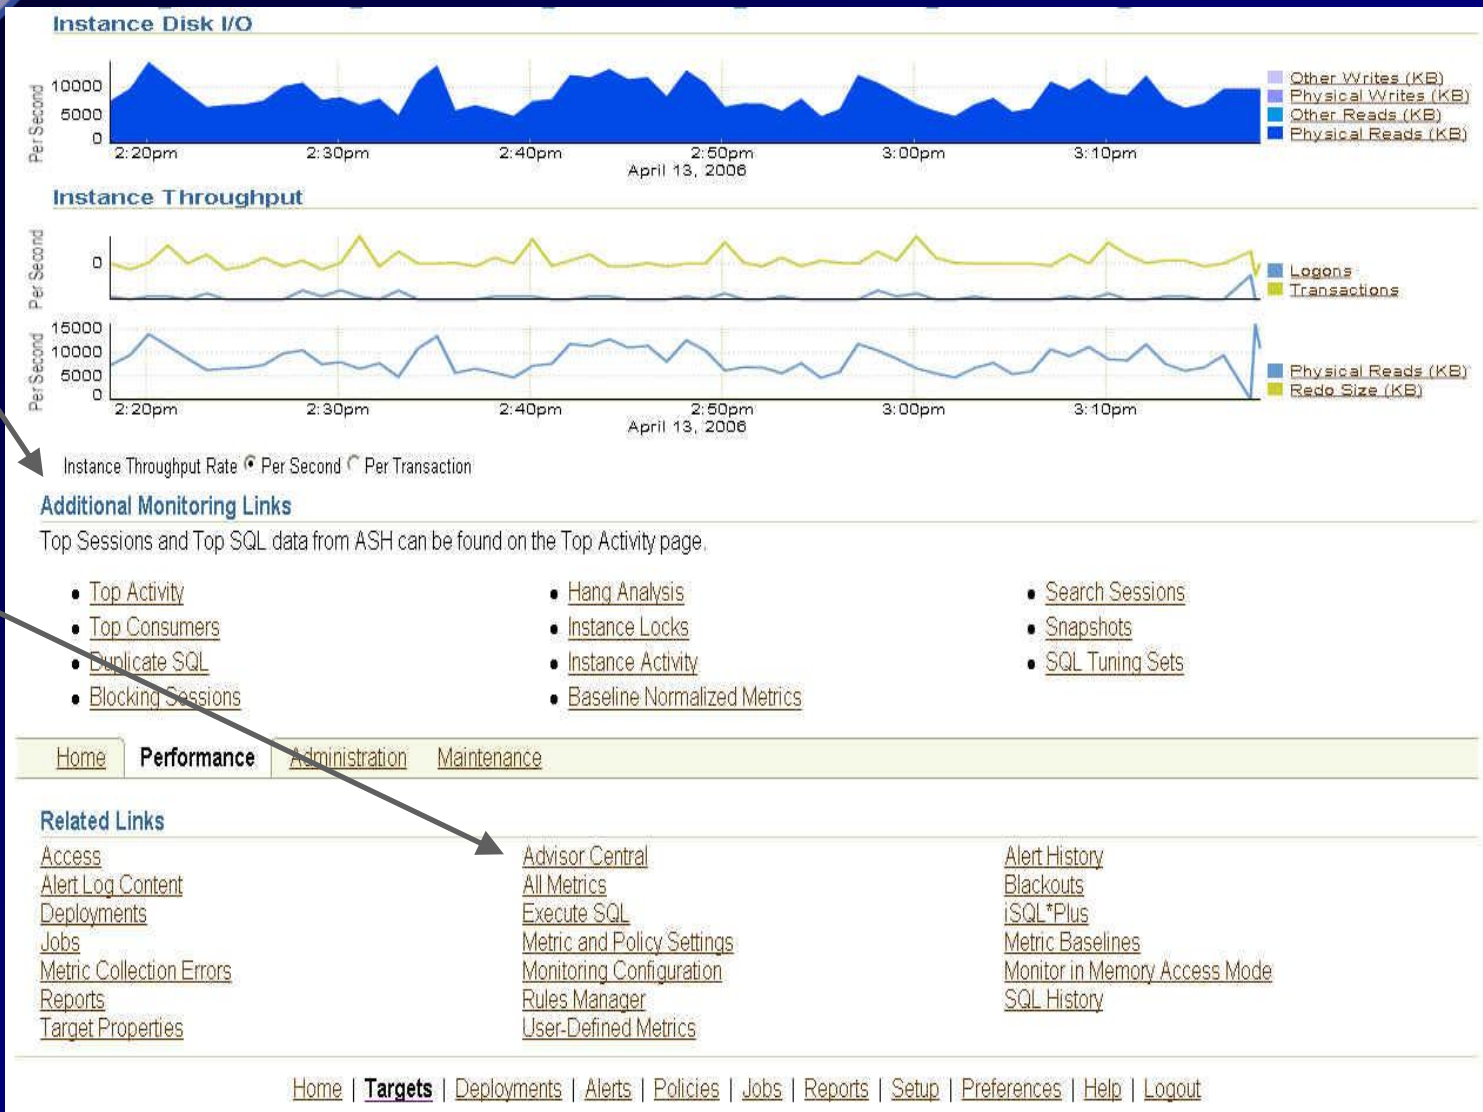 Instance Disk I/O
Per Second
10000
5000
0
Other Writes (KB)
Physical Writes (KB)
Other Reads (KB)
Physical Reads (KB)
2:20pm 2:30pm 2:40pm 2:50pm 3:00pm 3:10pm
April 13, 2006
Instance Throughput
Per Second
0
Logons
Transactions
Per Second
15000
10000
5000
0
Physical Reads (KB)
Redo Size (KB)
2:20pm 2:30pm 2:40pm 2:50pm 3:00pm 3:10pm
April 13, 2006
Instance Throughput Rate Per Second Per Transaction
Additional Monitoring Links
Top Sessions and Top SQL data from ASH can be found on the Top Activity page.
• Top Activity • Hang Analysis • Search Sessions
• Top Consumers • Instance Locks • Snapshots
• Duplicate SQL • Instance Activity • SQL Tuning Sets
• Blocking Sessions • Baseline Normalized Metrics
Home Performance Administration Maintenance
Related Links
Access Advisor Central Alert History
Alert Log Content All Metrics Blackouts
Deployments Execute SQL iSQL*Plus
Jobs Metric and Policy Settings Metric Baselines
Metric Collection Errors Monitoring Configuration Monitor in Memory Access Mode
Reports Rules Manager SQL History
Target Properties User-Defined Metrics
Home | Targets | Deployments | Alerts | Policies | Jobs | Reports | Setup | Preferences | Help | Logout